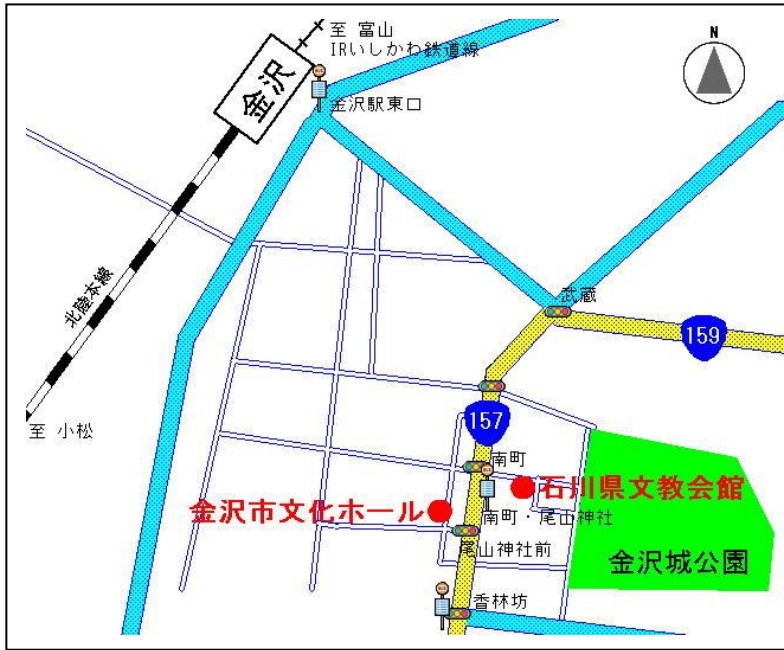 至 富山
IRいしかわ鉄道線
N
金沢
金沢駅東口
北陸本線
武蔵
159
至 小松
157
南町
石川県文教会館
金沢市文化ホール
南町・尾山神社
尾山神社前
金沢城公園
香林坊